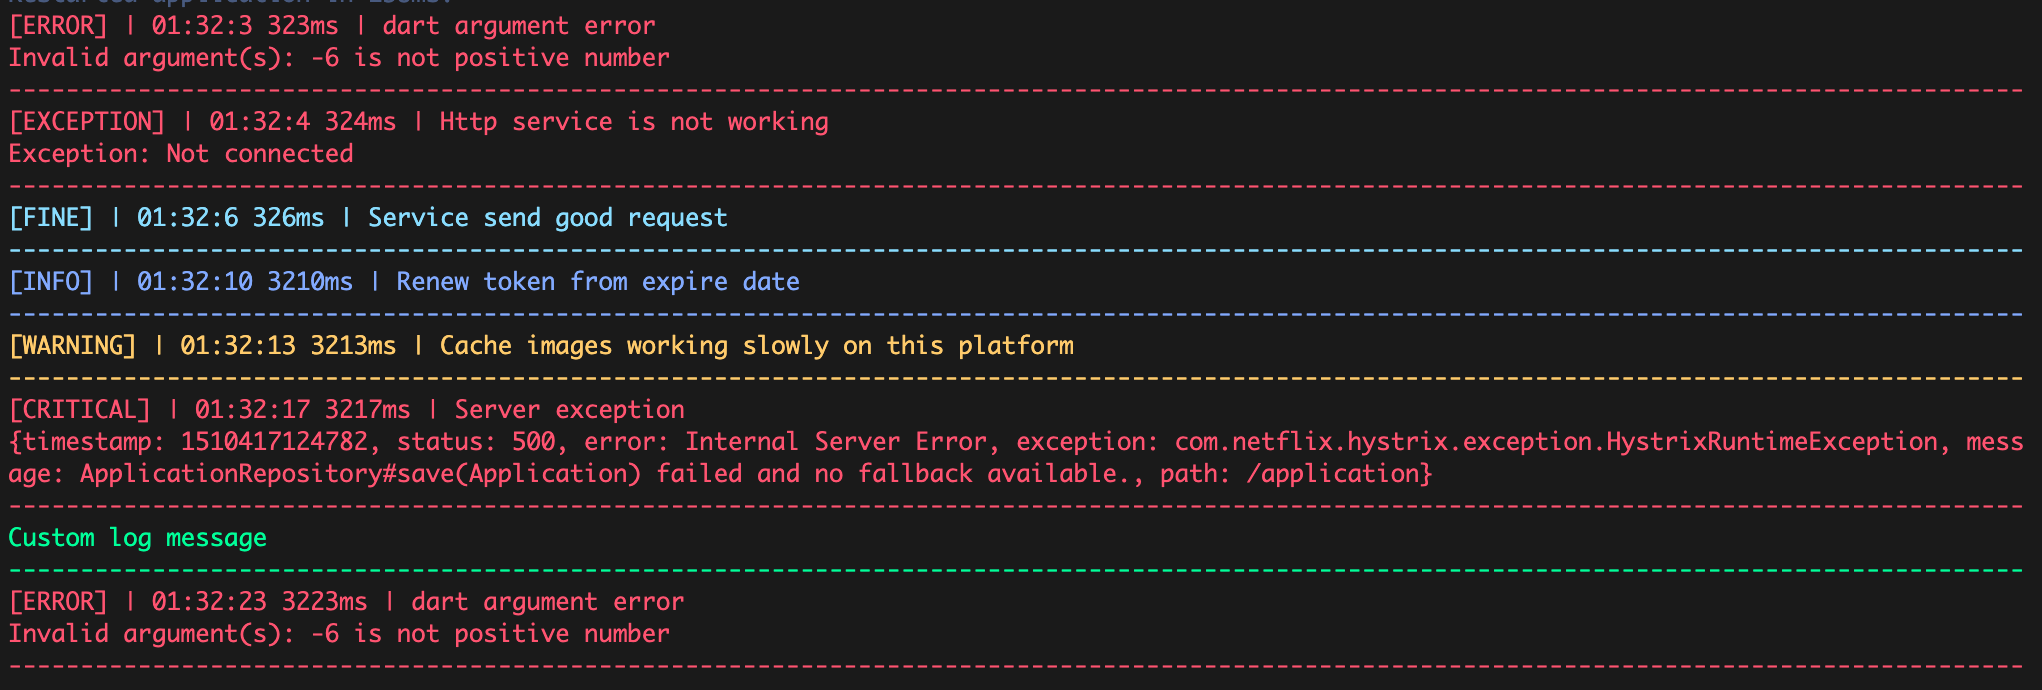 [ERROR] | 01:32:3 323ms | dart argument error
Invalid argument(s): -6 is not positive number
--------------------------------------------------------------------------------------------------------------------------------------------
[EXCEPTION] | 01:32:4 324ms | Http service is not working
Exception: Not connected
--------------------------------------------------------------------------------------------------------------------------------------------
[FINE] | 01:32:6 326ms | Service send good request
--------------------------------------------------------------------------------------------------------------------------------------------
[INFO] | 01:32:10 3210ms | Renew token from expire date
--------------------------------------------------------------------------------------------------------------------------------------------
[WARNING] | 01:32:13 3213ms | Cache images working slowly on this platform
--------------------------------------------------------------------------------------------------------------------------------------------
[CRITICAL] | 01:32:17 3217ms | Server exception
{timestamp: 1510417124782, status: 500, error: Internal Server Error, exception: com.netflix.hystrix.exception.HystrixRuntimeException, mess
age: ApplicationRepository#save(Application) failed and no fallback available., path: /application}
--------------------------------------------------------------------------------------------------------------------------------------------
Custom log message
--------------------------------------------------------------------------------------------------------------------------------------------
[ERROR] | 01:32:23 3223ms | dart argument error
Invalid argument(s): -6 is not positive number
--------------------------------------------------------------------------------------------------------------------------------------------